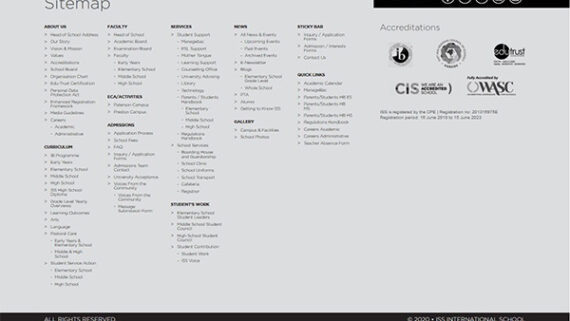 Sitemap
ABOUT US
> Head of School Address
> Our Story
> Vision & Mission
> Values
> Accreditations
> School Board
> Organisation Chart
> Edu Trust Certification
> Personal Data
Protection Act
> Enhanced Registration
Framework
> Media Guidelines
> Careers
- Academic
- Administrative
CURRICULUM
> IB Programme
> Early Years
> Elementary School
> Middle School
> High School
> ISS High School
Diploma
> Grade Level Yearly
Overviews
> Learning Outcomes
> Arts
> Language
> Pastoral Care
- Early Years &
Elementary School
- Middle & High
School
> Student Service Action
- Elementary School
- Middle School
- High School
FACULTY
> Head of School
> Academic Board
> Examination Board
> Faculty
- Early Years
- Elementary School
- Middle School
- High School
ECA/ACTIVITIES
> Paterson Campus
> Preston Campus
ADMISSIONS
> Application Process
> School Fees
> FAQ
> Inquiry / Application
Forms
> Admissions Team
Contact
> University Acceptance
> Voices From the
Community
- Voices from the
Community
- Message
Submission Form
SERVICES
> Student Support
- ManageBac
- ESL Support
- Mother Tongue
- Learning Support
- Counselling Office
- University Advising
- Library
- Technology
- Parents / Students
Handbook
- Elementary
School
- Middle School
- High School
- Regulations
Handbook
> School Services
- Boarding House
and Guardianship
- School Clinic
- School Uniforms
- School Transport
- Cafeteria
- Registrar
STUDENT'S WORK
> Elementary School
Student Leaders
> Middle School Student
Council
> High School Student
Council
> Student Contribution
- Student Work
- ISS Voice
NEWS
> All News & Events
- Upcoming Events
- Past Events
- Archived Events
> E-Newsletter
> Blogs
- Elementary School
Grade Level
- Whole School
> PTA
> Alumni
> Getting to Know ISS
GALLERY
> Campus & Facilities
> School Photos
STICKY BAR
> Inquiry / Application
Forms
> Admission / Interests
Forms
> Contact Us
QUICK LINKS
> Academic Calendar
> ManageBac
> Parents/Students HB ES
> Parents/Students HB
MS
> Parents/Students HB HS
> Regulations Handbook
> Careers Academic
> Careers Administrative
> Teacher Absence Form
Accreditations
edutrust
CIS WE ARE AN
ACCREDITED
SCHOOL
Fully Accredited by
WASC
ISS is registered by the CPE | Registration no:
Registration period: 16 June 2019 to 15 June 2023
ALL RIGHTS RESERVED
© 2020 • ISS INTERNATIONAL SCHOOL